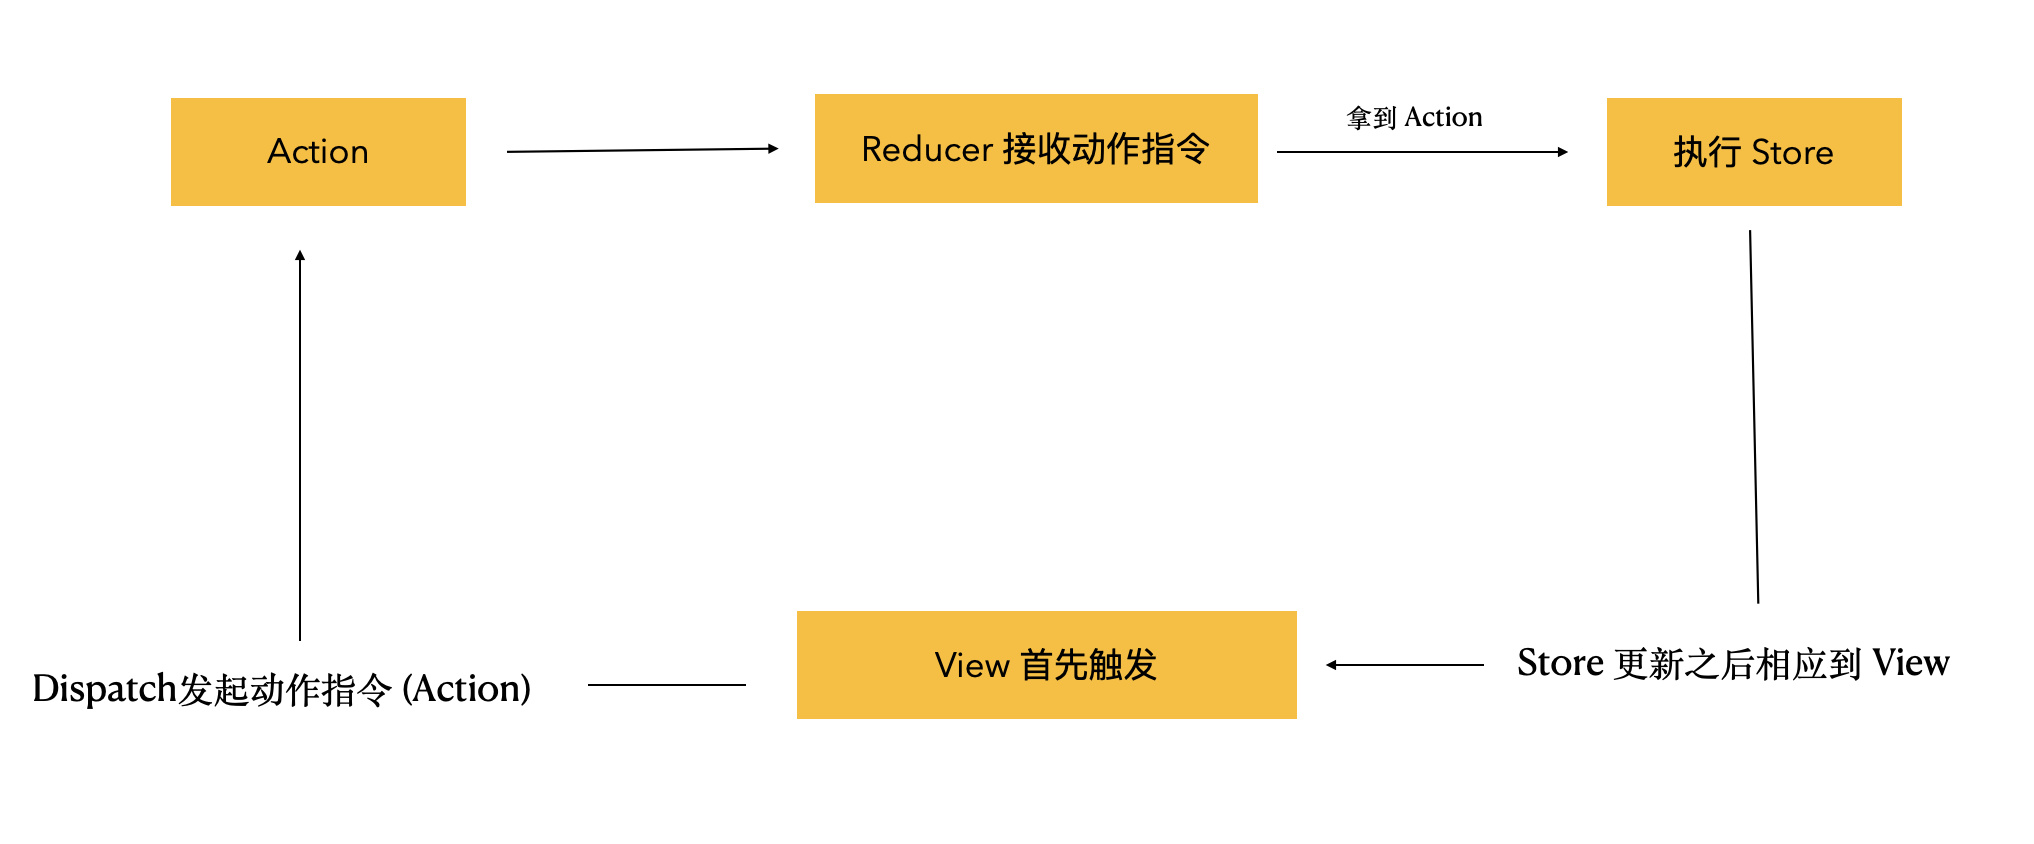 Action
Reducer 接收动作指令
拿到 Action
执行 Store
Dispatch发起动作指令 (Action)
View 首先触发
Store 更新之后相应到 View